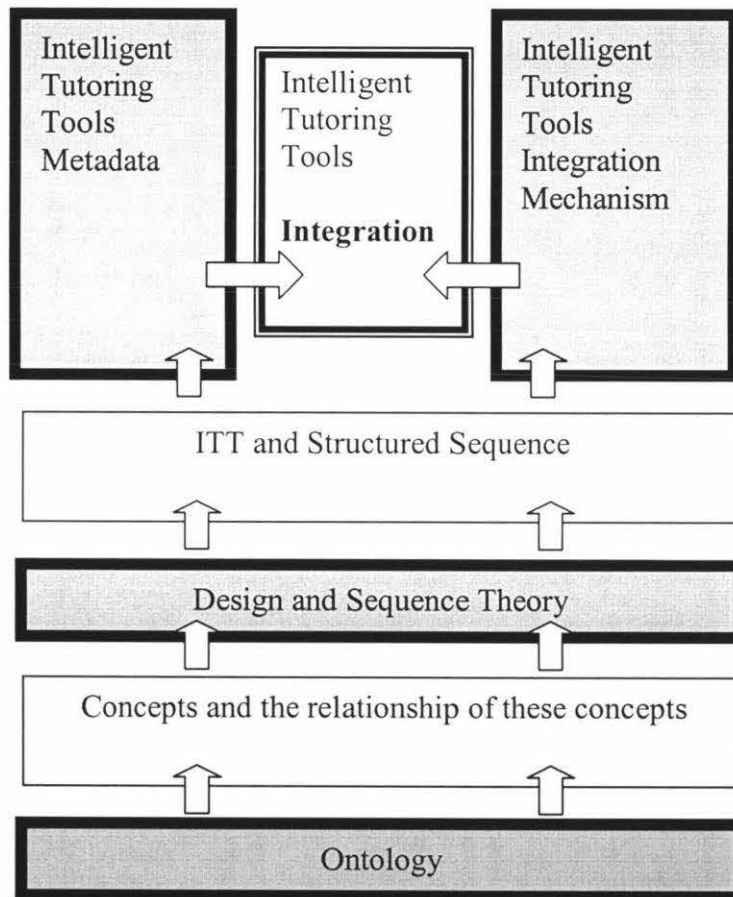 Intelligent
Tutoring
Tools
Metadata
Intelligent
Tutoring
Tools
Integration
Intelligent
Tutoring
Tools
Integration
Mechanism
ITT and Structured Sequence
Design and Sequence Theory
Concepts and the relationship of these concepts
Ontology